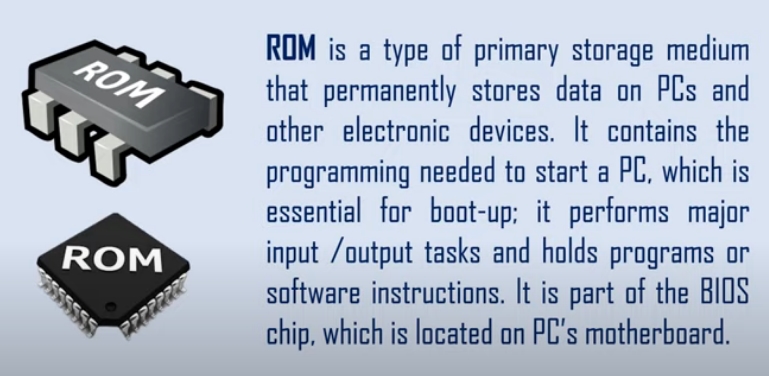 ROM
ROM
ROM is a type of primary storage medium
that permanently stores data on PCs and
other electronic devices. It contains the
programming needed to start a PC, which is
essential for boot-up; it performs major
input /output tasks and holds programs or
software instructions. It is part of the BIOS
chip, which is located on PC's motherboard.